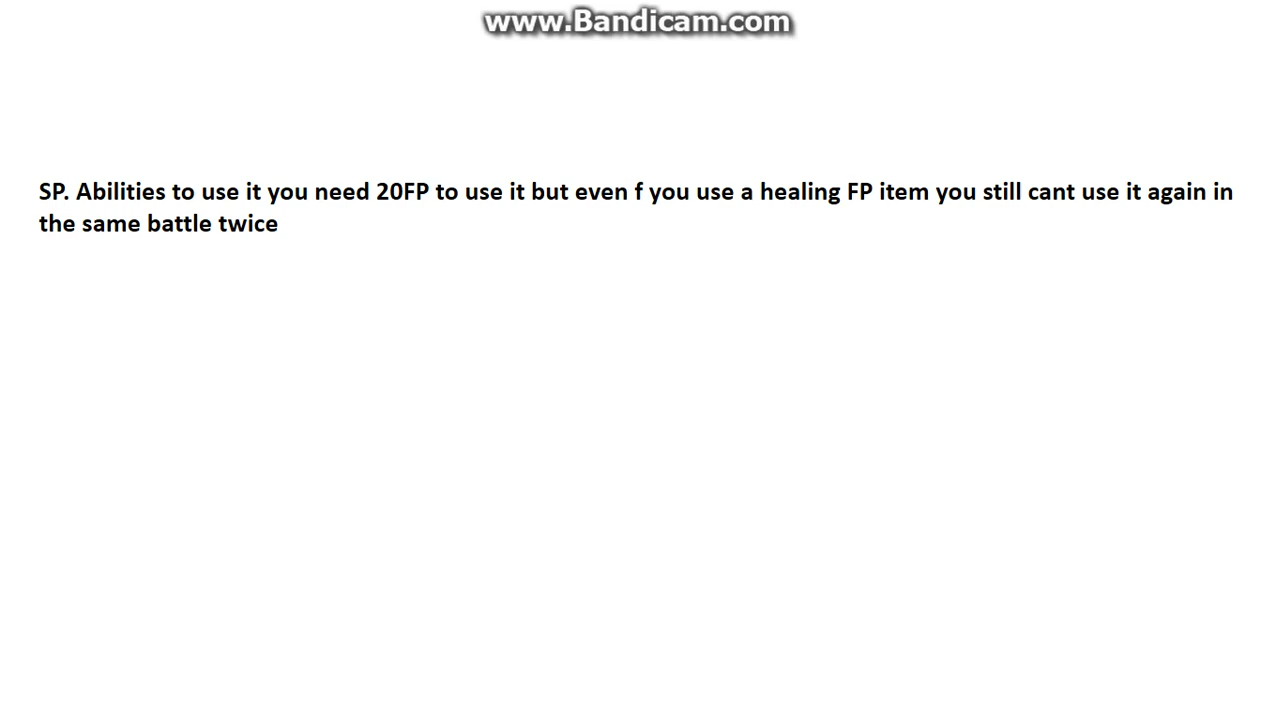 www.Bandicam.com
SP. Abilities to use it you need 20FP to use it but even f you use a healing FP item you still cant use it again in
the same battle twice